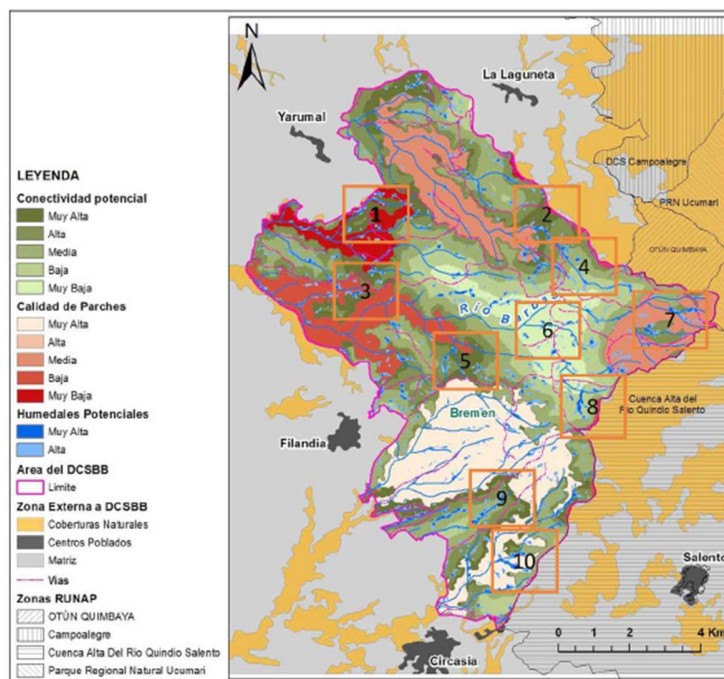 LEYENDA
Conectividad potencial
Muy Alta
Alta
Media
Baja
Muy Baja
Calidad de Parches
Muy Alta
Alta
Media
Baja
Muy Baja
Humedales Potenciales
Muy Alta
Alta
Area del DCSBB
Limite
Zona Externa a DCSBB
Coberturas Naturales
Centros Poblados
Matriz
Vias
Zonas RUNAP
OTÚN QUIMBAYA
Campoalegre
Cuenca Alta Del Rio Quindio Salento
Parque Regional Natural Ucumari
N
La Laguneta
Yarumal
DCS Campoalegre
PRN Ucumari
OTÚN QUIMBAYA
1
2
4
3
Río Barbas
7
6
5
Cuenca Alta del
Rio Quindio Salento
8
Bremen
Filandia
9
10
Salento
0 1 2 4 Km
Circasia